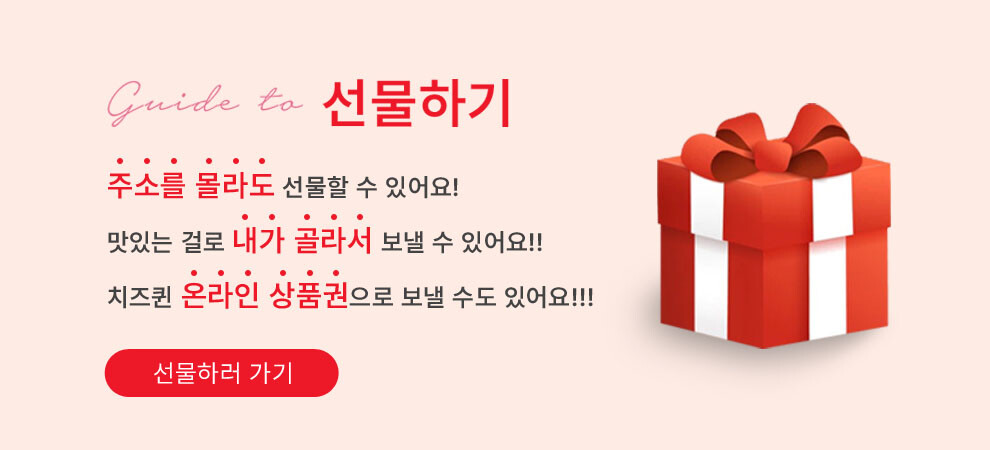 Guide to 선물하기
주소를 몰라도 선물할 수 있어요!
맛있는 걸로 내가 골라서 보낼 수 있어요!!
치즈퀸 온라인 상품권으로 보낼 수도 있어요!!!
선물하러 가기